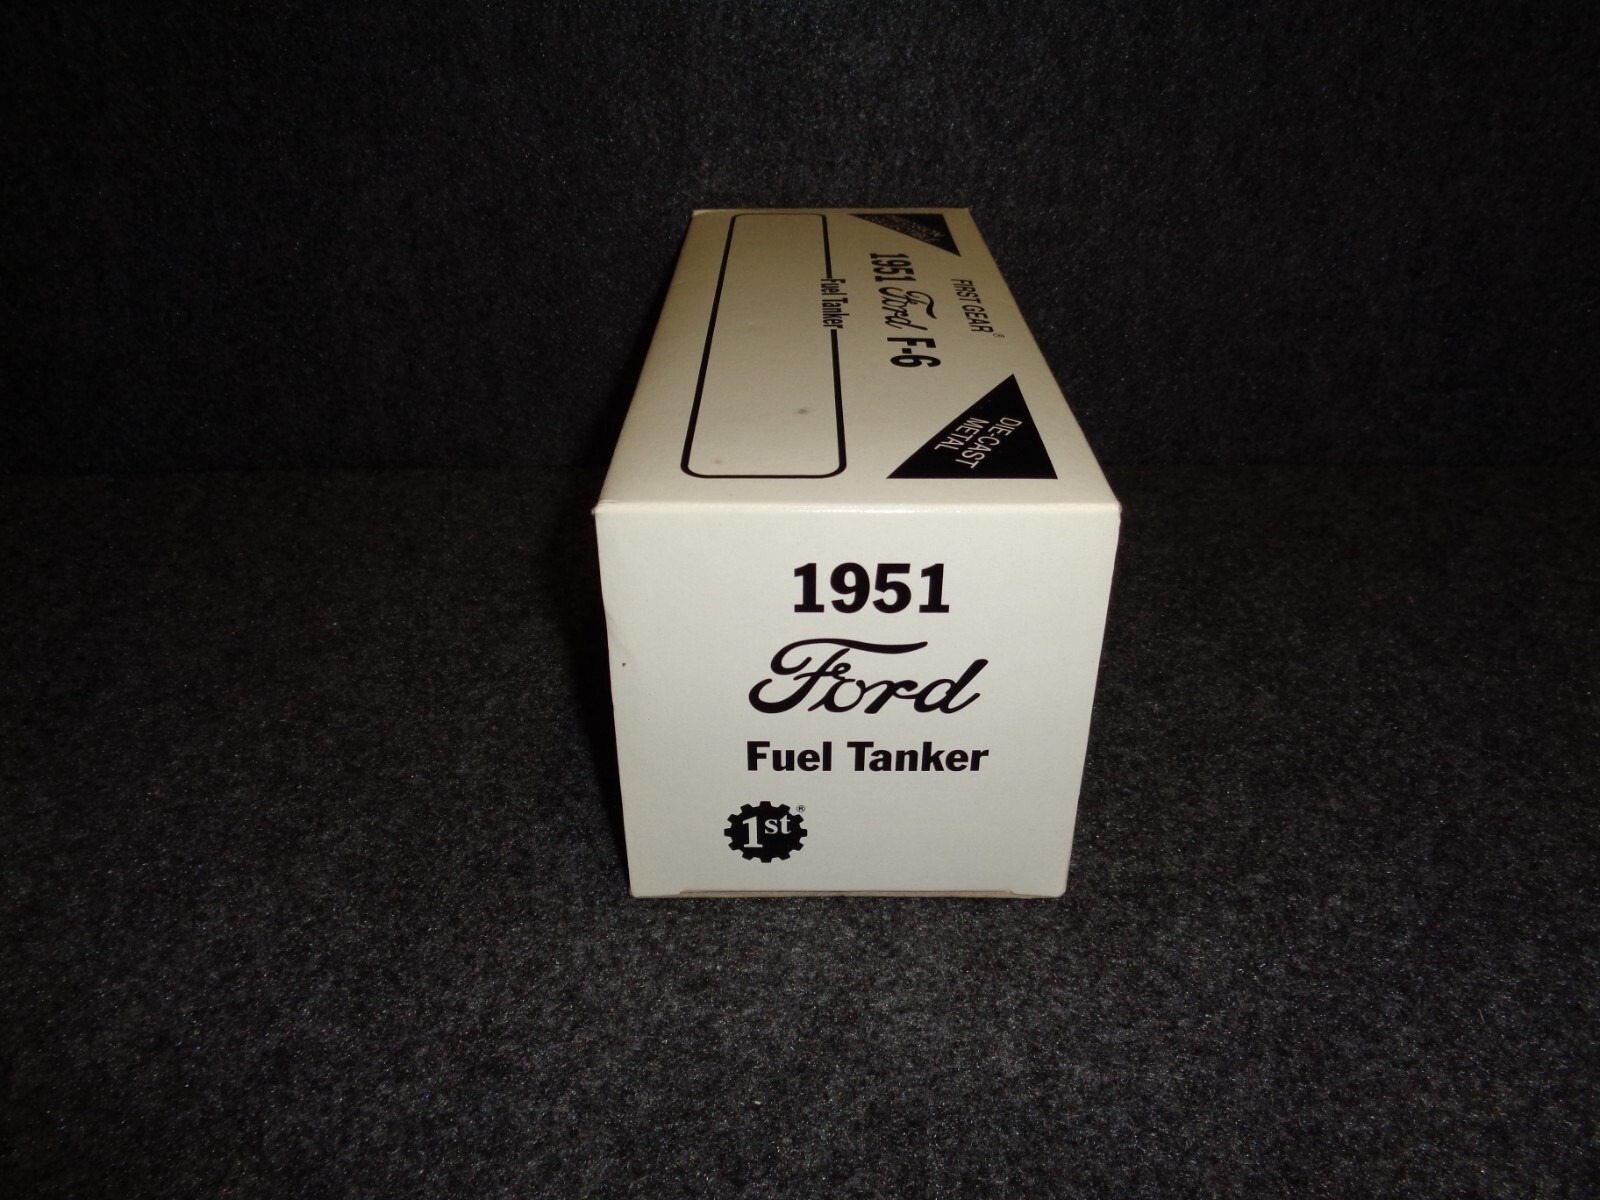 FIRST GEAR®
1951 Ford F-6
Fuel Tanker
DIE-CAST
METAL
1951
Ford
Fuel Tanker
1st®